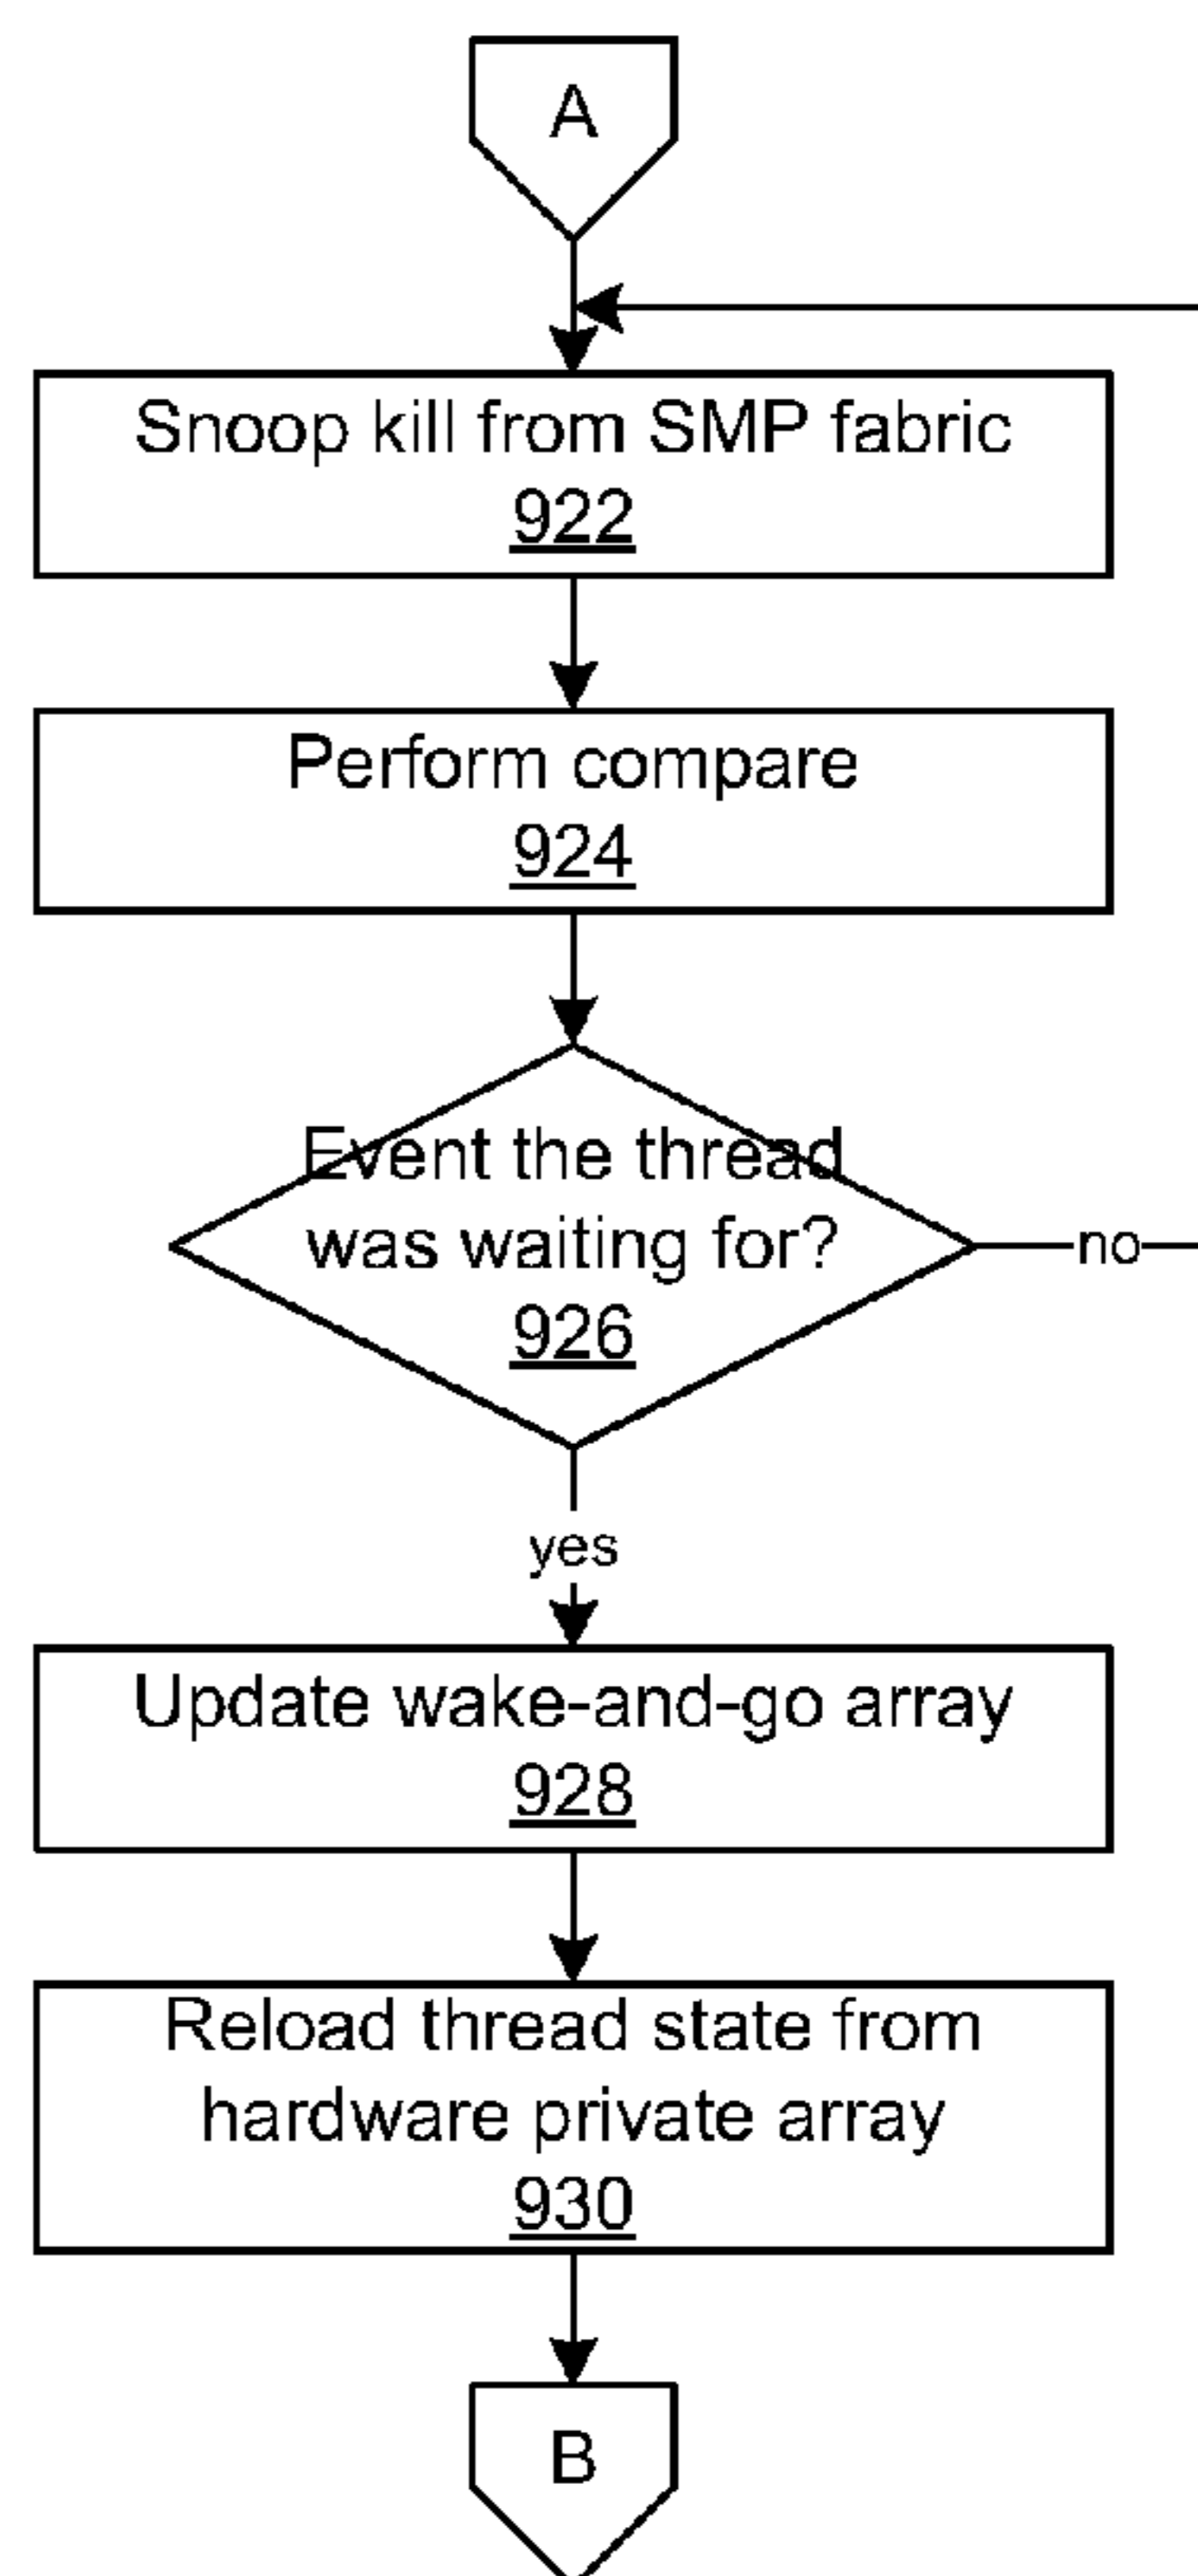 A
Snoop kill from SMP fabric
922
Perform compare
924
Event the thread
was waiting for?
926
no
yes
Update wake-and-go array
928
Reload thread state from
hardware private array
930
B